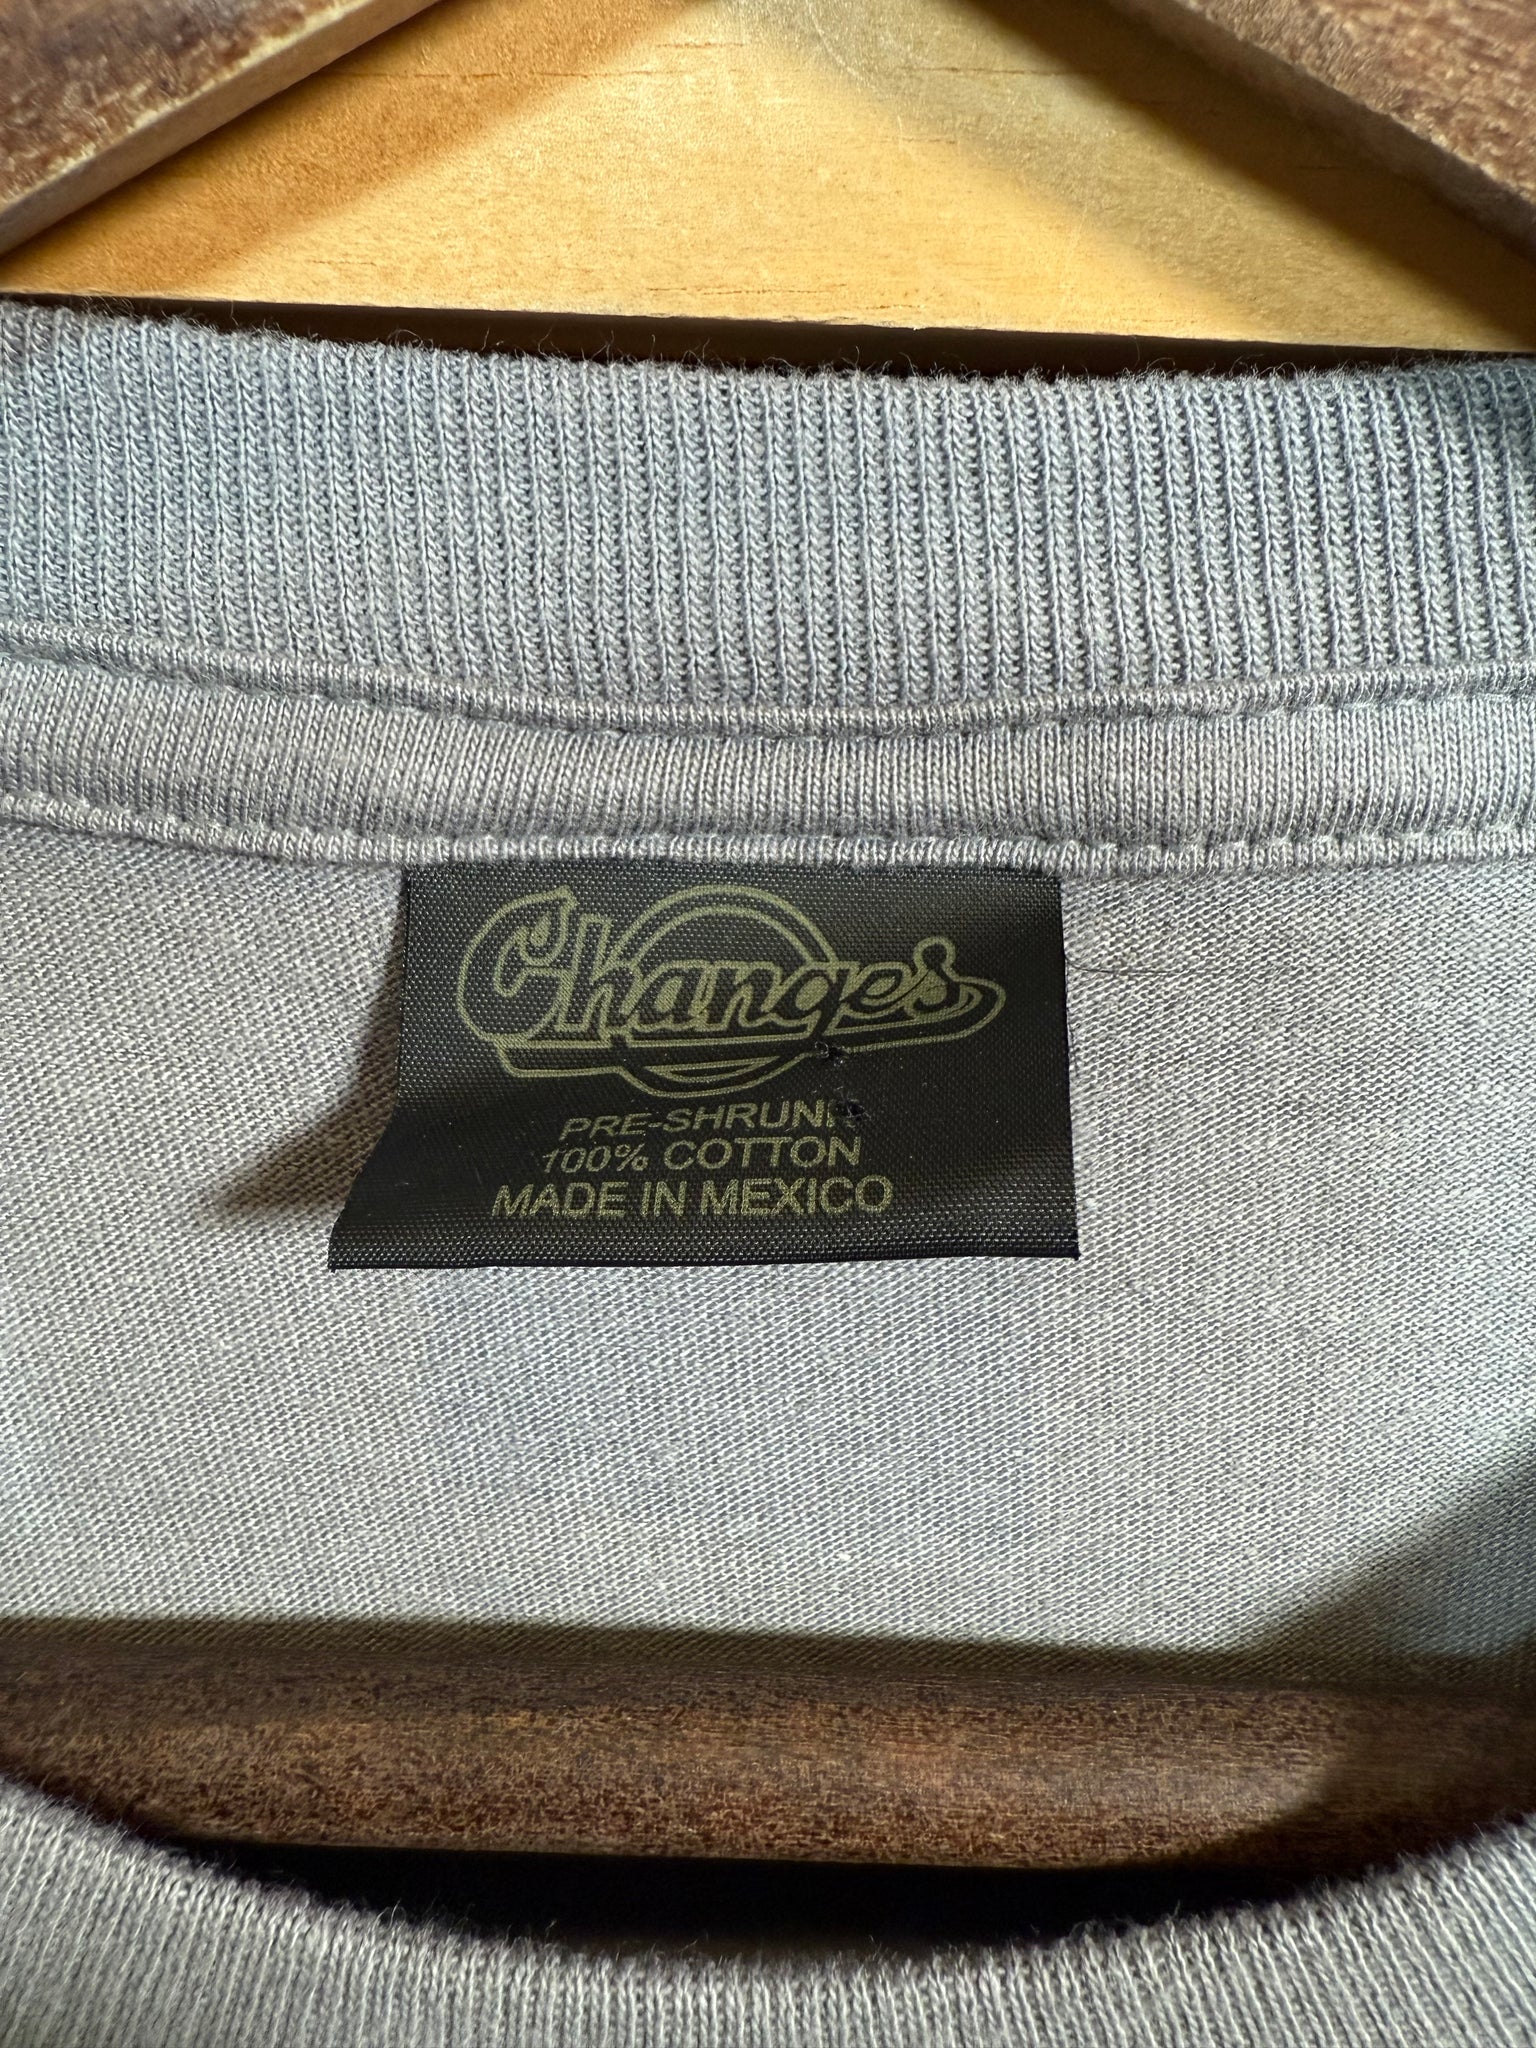 Changes
PRE-SHRUNK
100% COTTON
MADE IN MEXICO